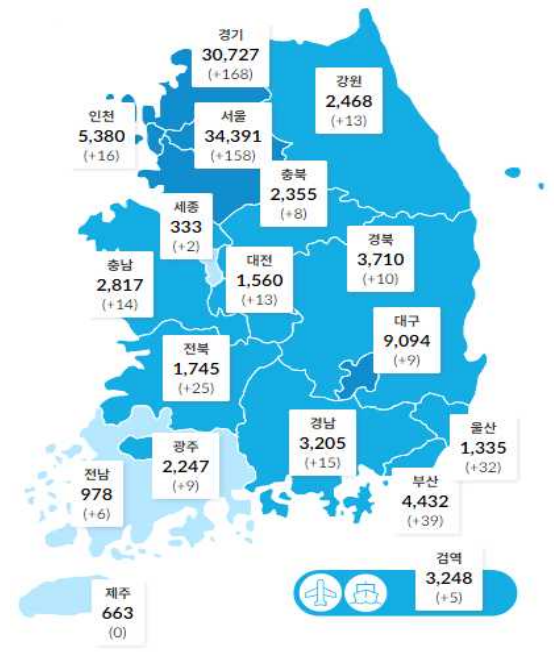 경기
30,727
(+168)
강원
2,468
(+13)
인천
5,380
(+16)
서울
34,391
(+158)
충북
2,355
(+8)
세종
333
(+2)
경북
3,710
(+10)
대전
1,560
(+13)
충남
2,817
(+14)
대구
9,094
(+9)
전북
1,745
(+25)
경남
3,205
(+15)
울산
1,335
(+32)
광주
2,247
(+9)
전남
978
(+6)
부산
4,432
(+39)
검역
3,248
(+5)
제주
663
(0)